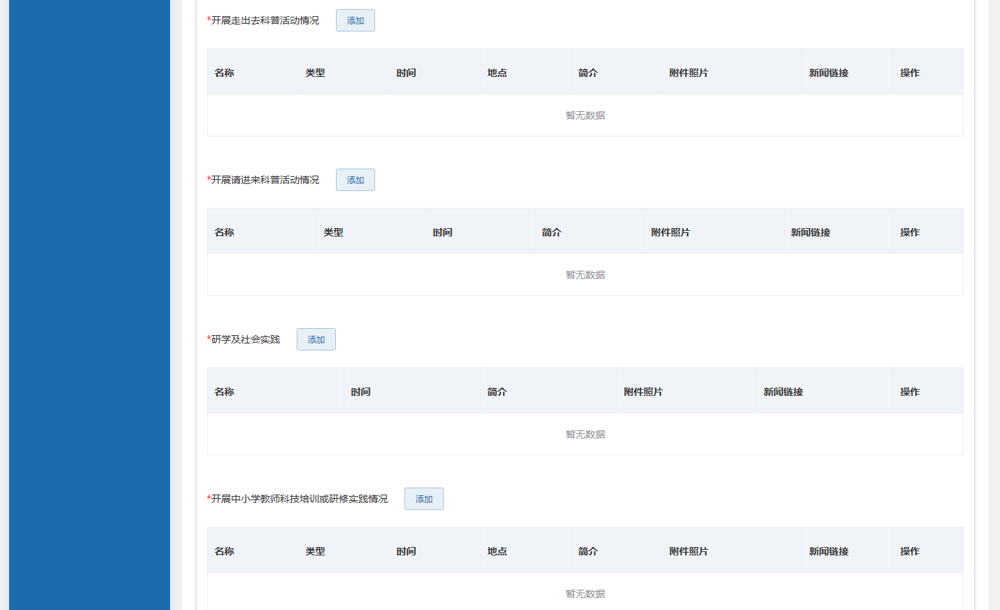 *开展走出去科普活动情况 添加
名称 类型 时间 地点 简介 附件照片 新闻链接 操作
暂无数据
*开展请进来科普活动情况 添加
名称 类型 时间 简介 附件照片 新闻链接 操作
暂无数据
*研学及社会实践 添加
名称 时间 简介 附件照片 新闻链接 操作
暂无数据
*开展中小学教师科技培训或研修实践情况 添加
名称 类型 时间 地点 简介 附件照片 新闻链接 操作
暂无数据